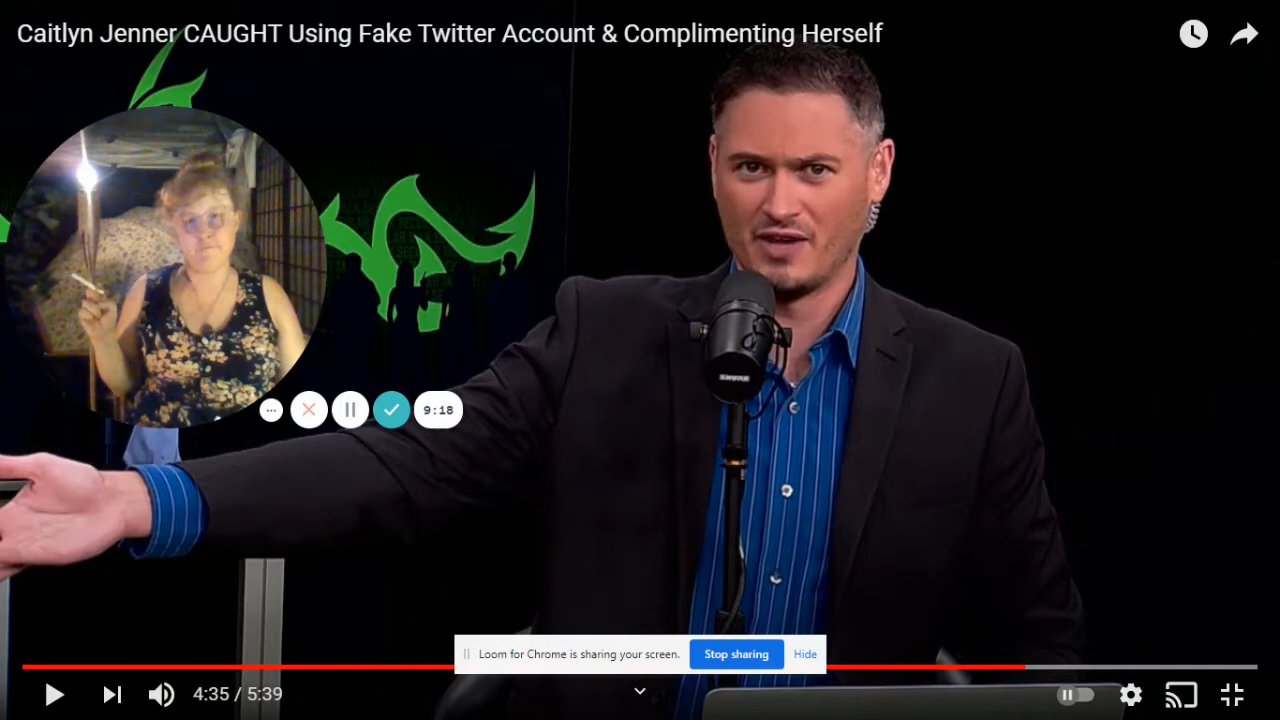 Caitlyn Jenner CAUGHT Using Fake Twitter Account & Complimenting Herself
9:18
SHURE
Loom for Chrome is sharing your screen. Stop sharing Hide
4:35 / 5:39